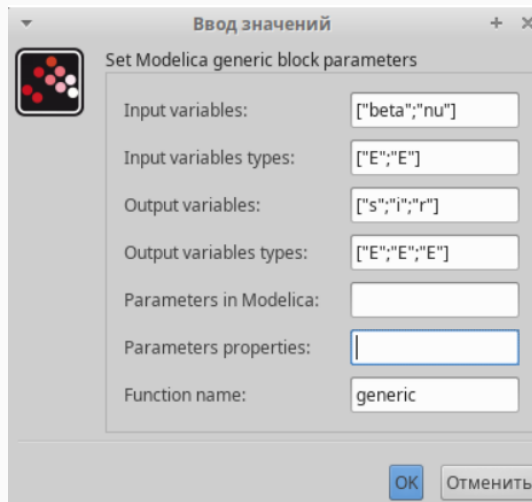 Ввод значений
Set Modelica generic block parameters
Input variables: ["beta";"nu"]
Input variables types: ["E";"E"]
Output variables: ["s";"i";"r"]
Output variables types: ["E";"E";"E"]
Parameters in Modelica:
Parameters properties:
Function name: generic
OK Отменить